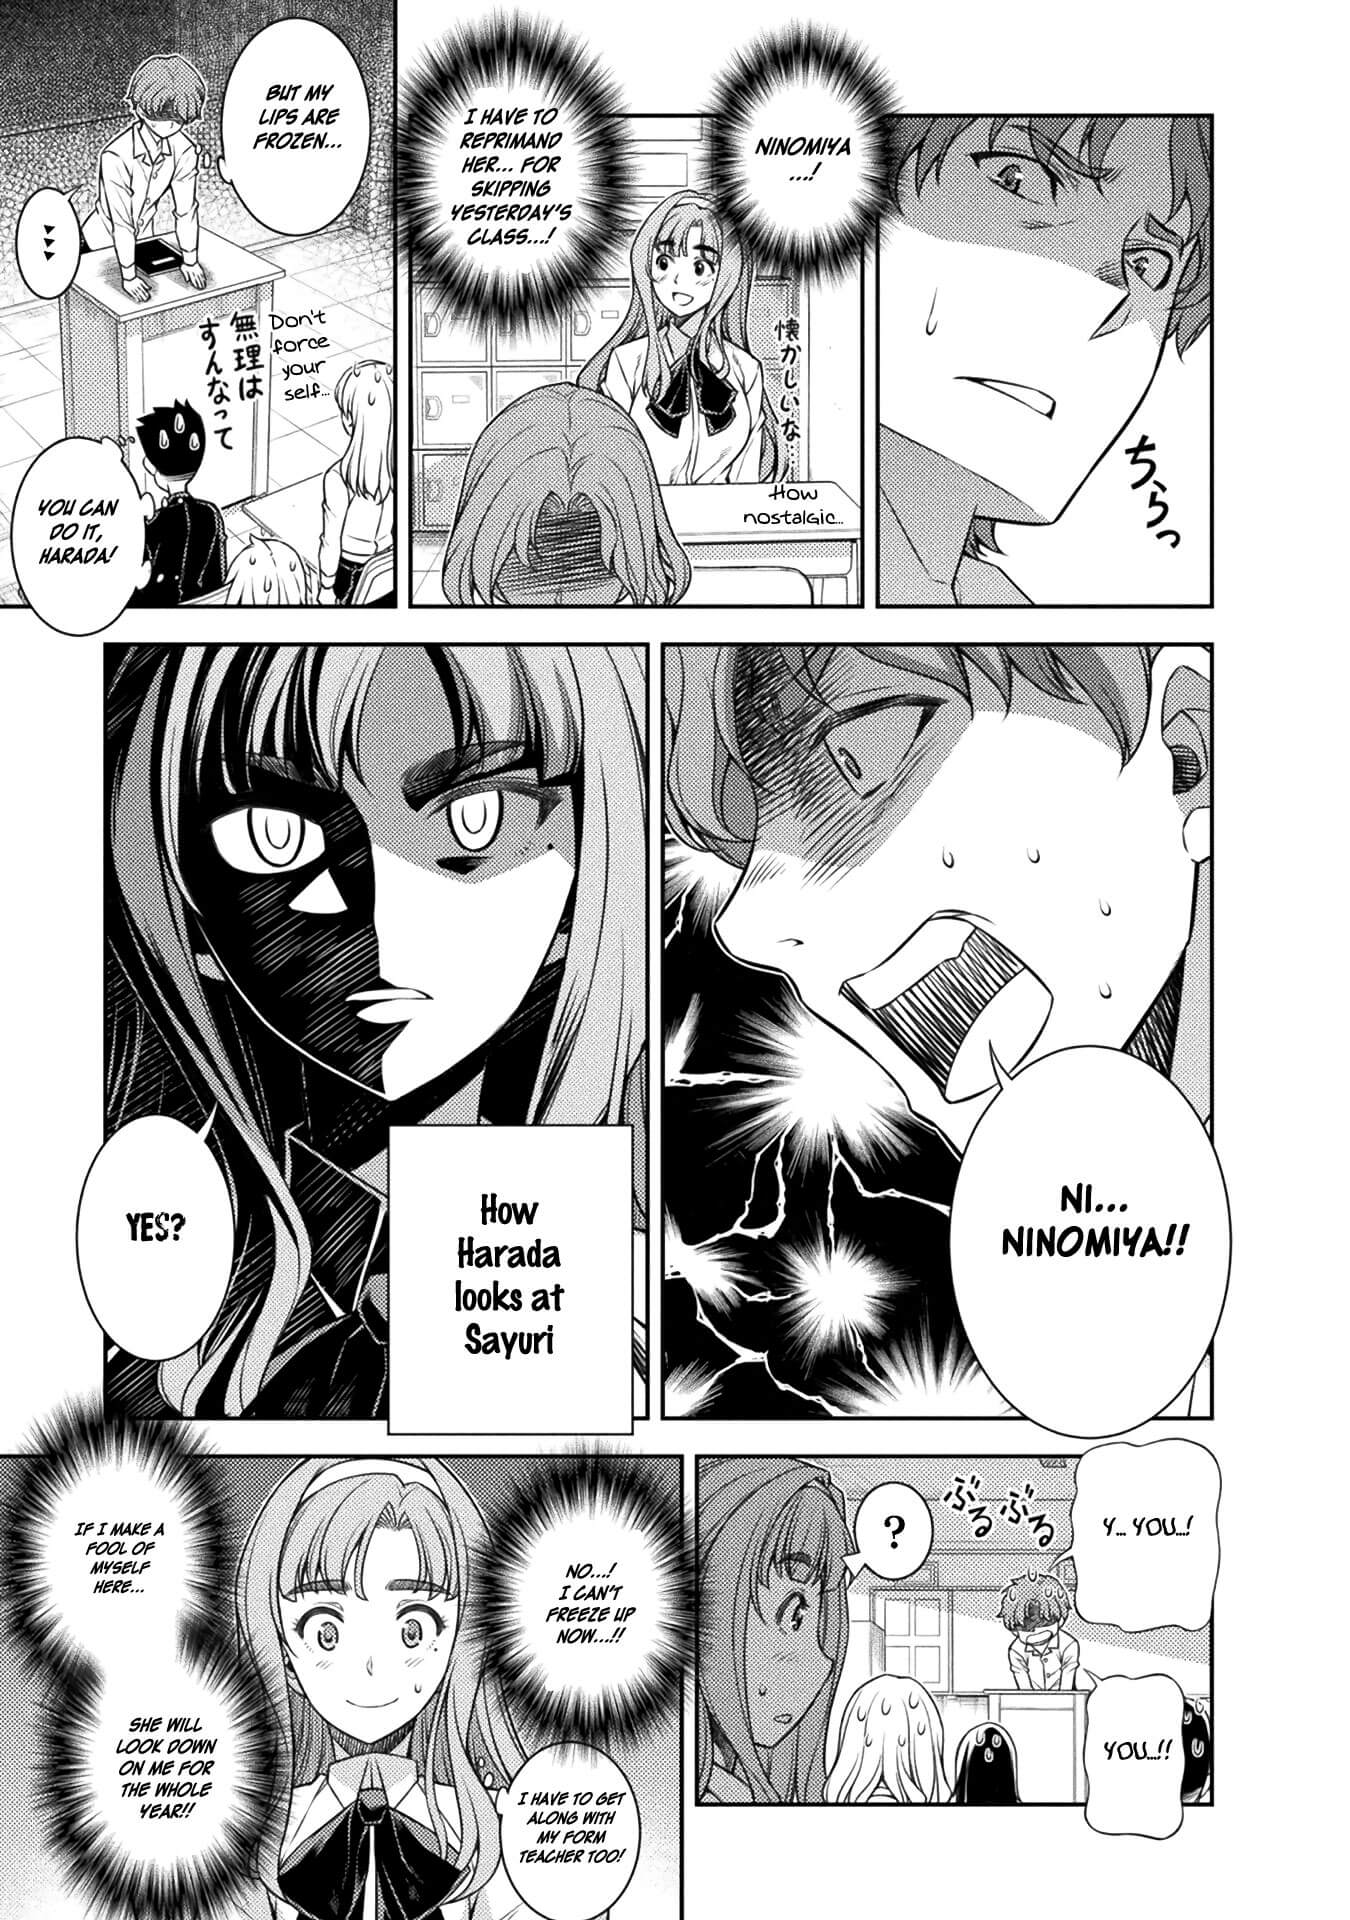 NINOMIYA
...!
ちらっ
I HAVE TO
REPRIMAND
HER... FOR
SKIPPING
YESTERDAY'S
CLASS...!
懐かしいな…
How
nostalgic...
BUT MY
LIPS ARE
FROZEN...
無理は
すんなって
Don't
force
your
self...
YOU CAN
DO IT,
HARADA!
NI...
NINOMIYA!!
How
Harada
looks at
Sayuri
YES?
Y... YOU...!
ぶるぶる
?
YOU...!!
NO...!
I CAN'T
FREEZE UP
NOW...!!
I HAVE TO GET
ALONG WITH
MY FORM
TEACHER TOO!
IF I MAKE A
FOOL OF
MYSELF
HERE...
SHE WILL
LOOK DOWN
ON ME FOR
THE WHOLE
YEAR!!